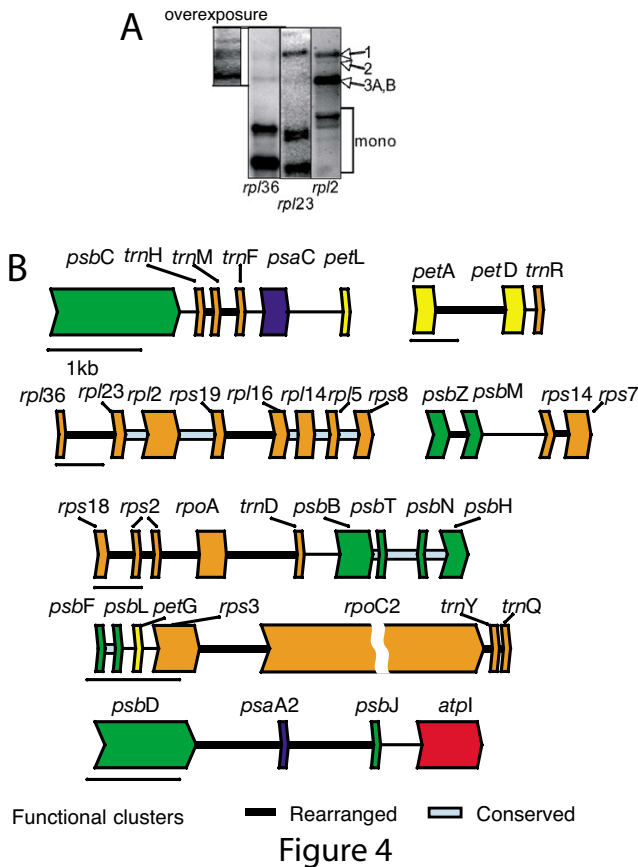 overexposure
A
1
2
3A,B
mono
rpl36
rpl23
rpl2
B
psbC trnH trnM trnF psaC petL
petA petD trnR
1kb
rpl36 rpl23 rpl2 rps19 rpl16 rpl14 rpl5 rps8
psbZ psbM rps14 rps7
rps18 rps2 rpoA trnD psbB psbT psbN psbH
psbF psbL petG rps3 rpoC2 trnY trnQ
psbD psaA2 psbJ atpI
Functional clusters Rearranged Conserved
Figure 4